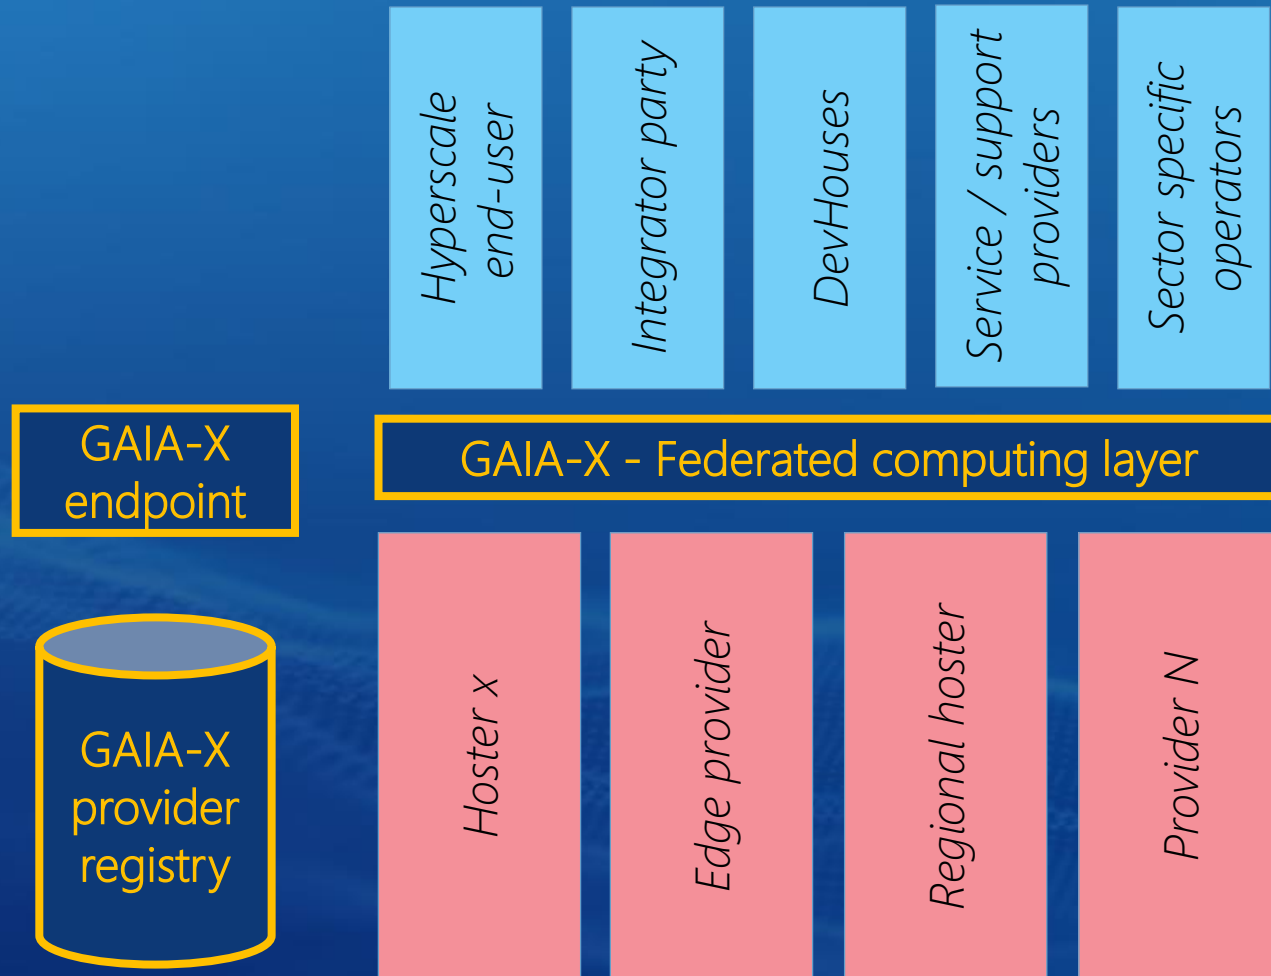 Hyperscale
end-user
Integrator party
DevHouses
Service / support
providers
Sector specific
operators
GAIA-X
endpoint
GAIA-X - Federated computing layer
GAIA-X
provider
registry
Hoster x
Edge provider
Regional hoster
Provider N